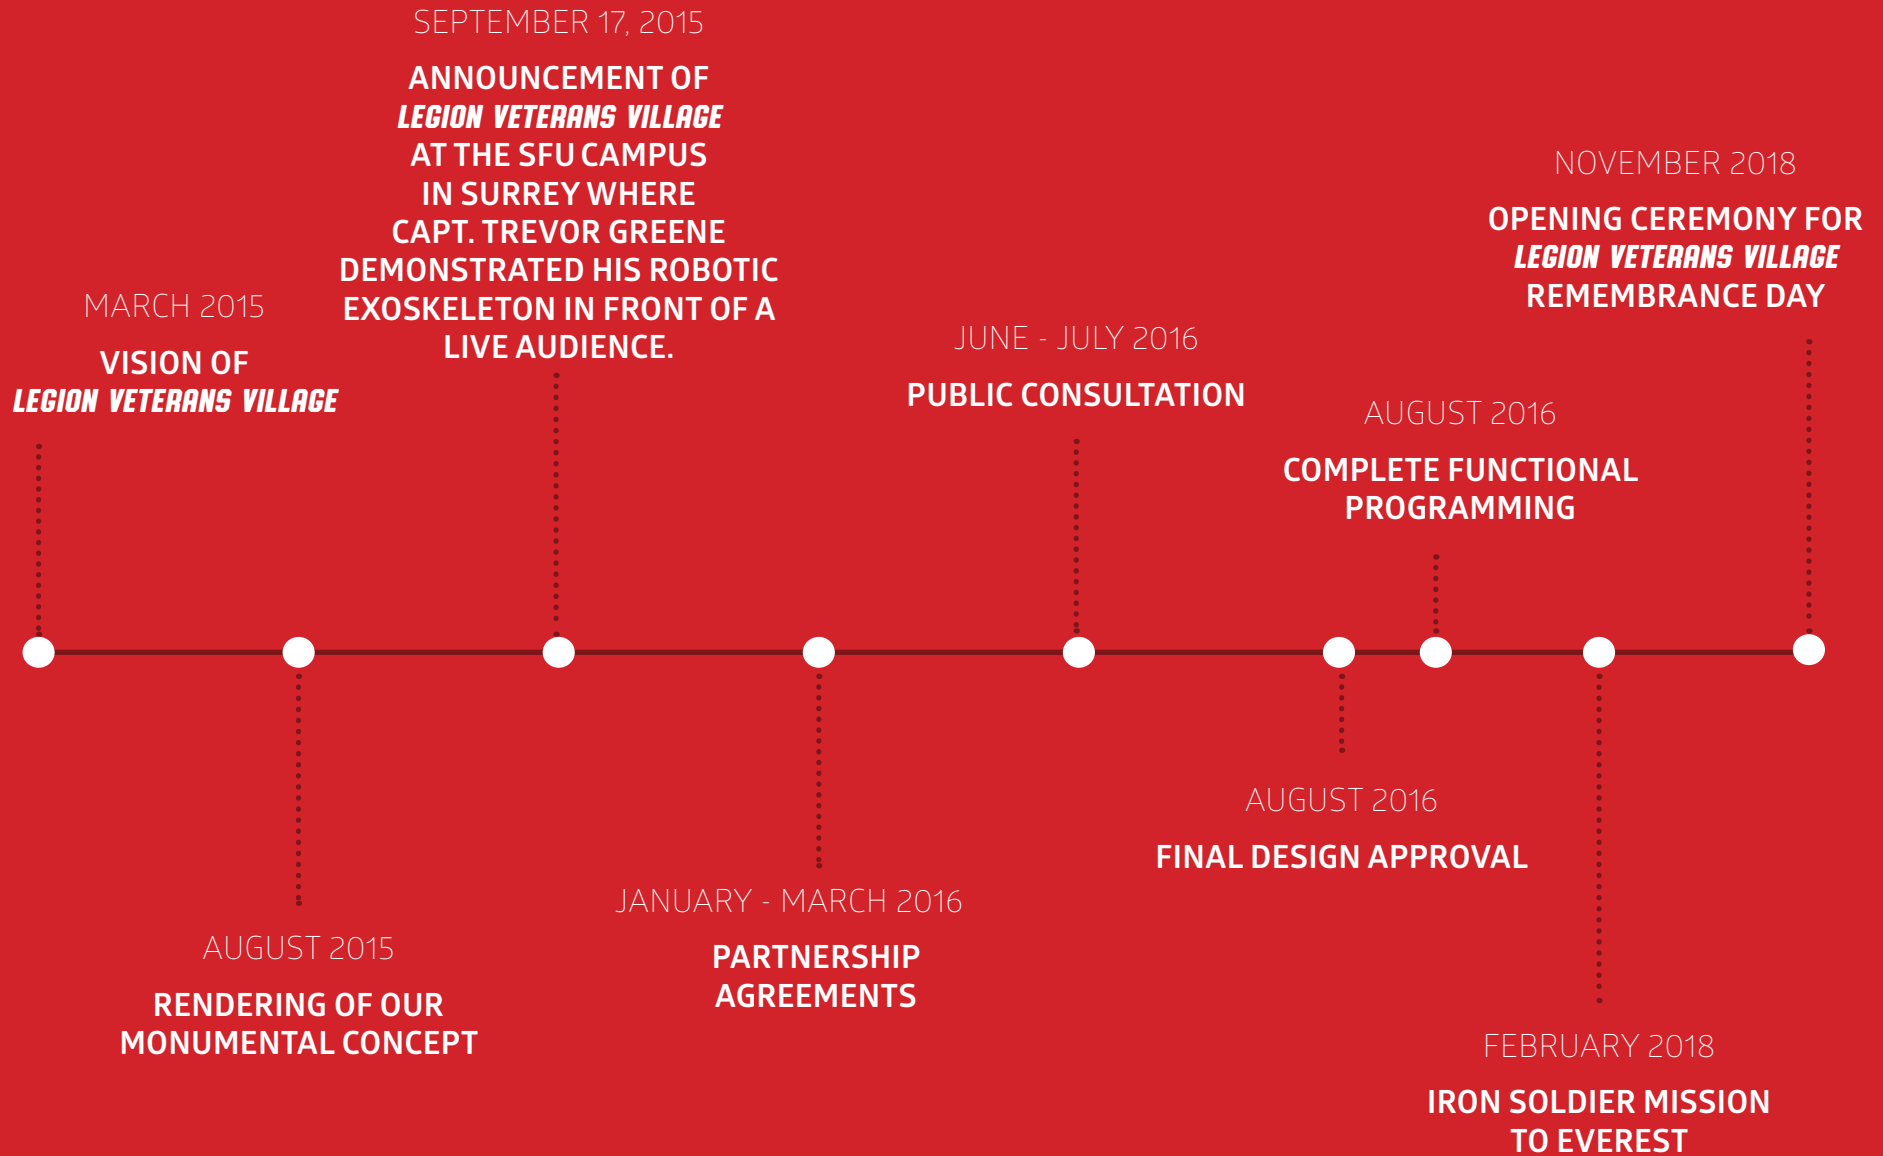 MARCH 2015
VISION OF
LEGION VETERANS VILLAGE
AUGUST 2015
RENDERING OF OUR
MONUMENTAL CONCEPT
SEPTEMBER 17, 2015
ANNOUNCEMENT OF
LEGION VETERANS VILLAGE
AT THE SFU CAMPUS
IN SURREY WHERE
CAPT. TREVOR GREENE
DEMONSTRATED HIS ROBOTIC
EXOSKELETON IN FRONT OF A
LIVE AUDIENCE.
JANUARY - MARCH 2016
PARTNERSHIP
AGREEMENTS
JUNE - JULY 2016
PUBLIC CONSULTATION
AUGUST 2016
FINAL DESIGN APPROVAL
AUGUST 2016
COMPLETE FUNCTIONAL
PROGRAMMING
FEBRUARY 2018
IRON SOLDIER MISSION
TO EVEREST
NOVEMBER 2018
OPENING CEREMONY FOR
LEGION VETERANS VILLAGE
REMEMBRANCE DAY